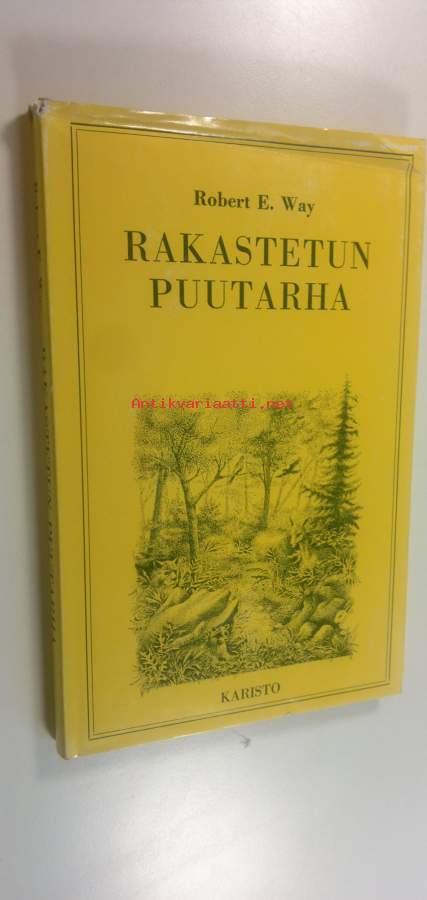 Robert E. Way
RAKASTETUN
PUUTARHA
Antikvariaatti.net
KARISTO